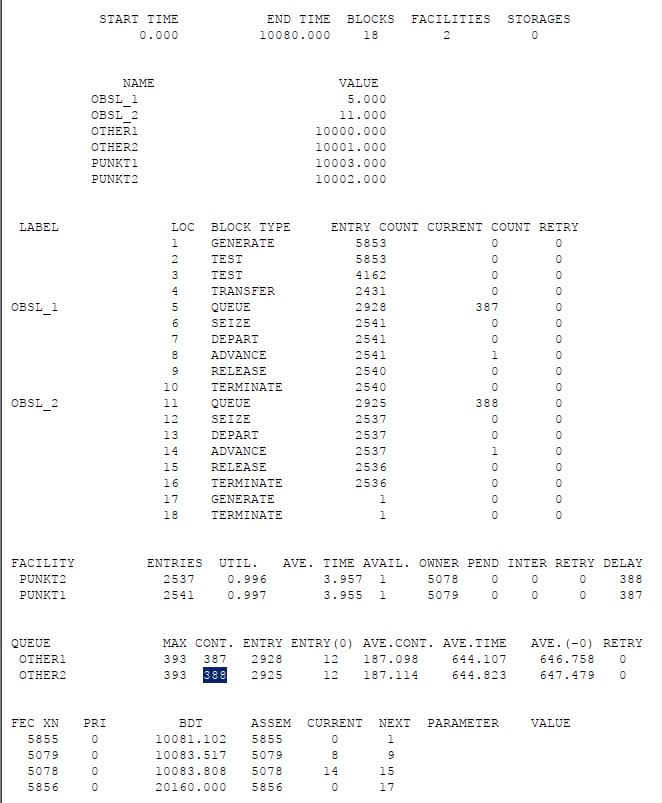 START TIME END TIME BLOCKS FACILITIES STORAGES
0.000 10080.000 18 2 0
NAME VALUE
OBSL_1 5.000
OBSL_2 11.000
OTHER1 10000.000
OTHER2 10001.000
PUNKT1 10003.000
PUNKT2 10002.000
LABEL LOC BLOCK TYPE ENTRY COUNT CURRENT COUNT RETRY
1 GENERATE 5853 0 0
2 TEST 5853 0 0
3 TEST 4162 0 0
4 TRANSFER 2431 0 0
OBSL_1 5 QUEUE 2928 387 0
6 SEIZE 2541 0 0
7 DEPART 2541 0 0
8 ADVANCE 2541 1 0
9 RELEASE 2540 0 0
10 TERMINATE 2540 0 0
OBSL_2 11 QUEUE 2925 388 0
12 SEIZE 2537 0 0
13 DEPART 2537 0 0
14 ADVANCE 2537 1 0
15 RELEASE 2536 0 0
16 TERMINATE 2536 0 0
17 GENERATE 1 0 0
18 TERMINATE 1 0 0
FACILITY ENTRIES UTIL. AVE. TIME AVAIL. OWNER PEND INTER RETRY DELAY
PUNKT2 2537 0.996 3.957 1 5078 0 0 0 388
PUNKT1 2541 0.997 3.955 1 5079 0 0 0 387
QUEUE MAX CONT. ENTRY ENTRY(0) AVE.CONT. AVE.TIME AVE.(-0) RETRY
OTHER1 393 387 2928 12 187.098 644.107 646.758 0
OTHER2 393 388 2925 12 187.114 644.823 647.479 0
FEC XN PRI BDT ASSEM CURRENT NEXT PARAMETER VALUE
5855 0 10081.102 5855 0 1
5079 0 10083.517 5079 8 9
5078 0 10083.808 5078 14 15
5856 0 20160.000 5856 0 17